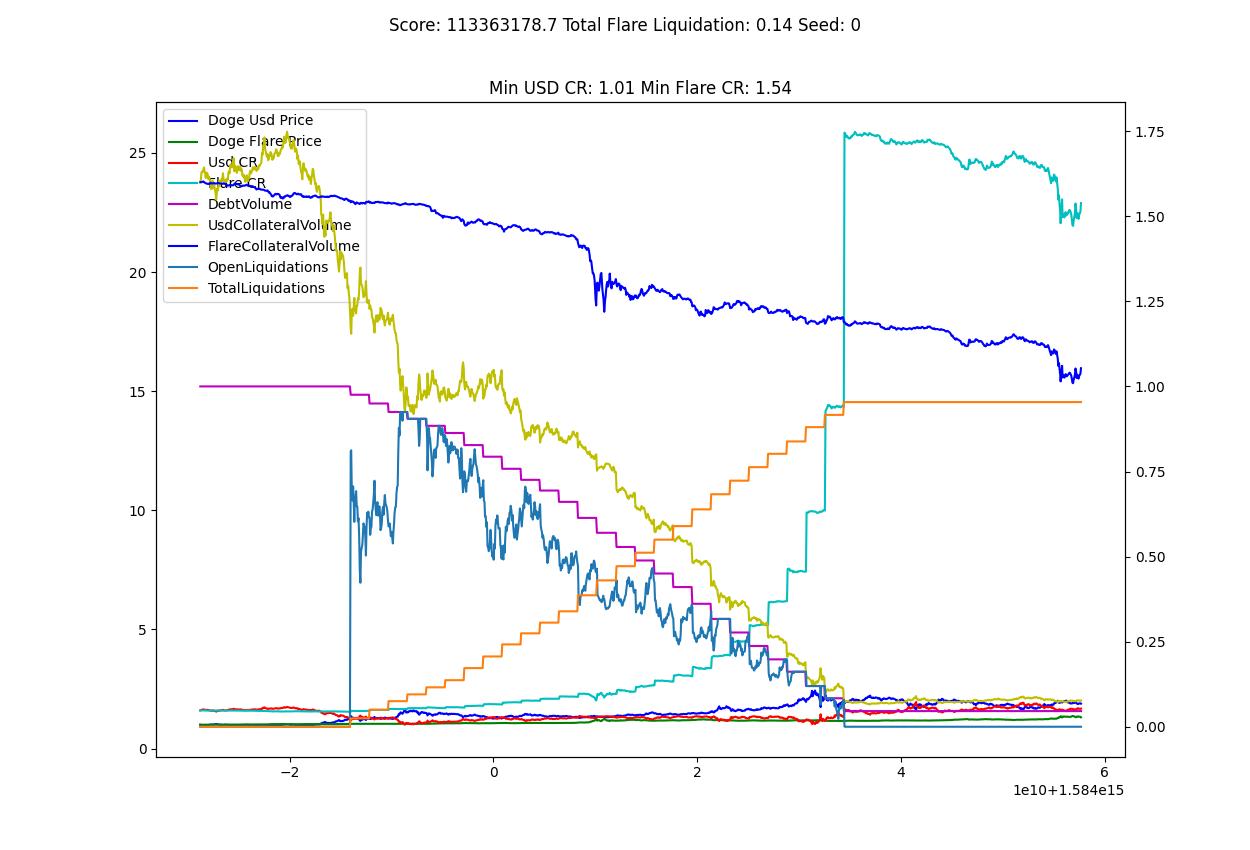 Score: 113363178.7 Total Flare Liquidation: 0.14 Seed: 0
Min USD CR: 1.01 Min Flare CR: 1.54
Doge Usd Price
Doge Flare Price
Usd CR
Flare CR
DebtVolume
UsdCollateralVolume
FlareCollateralVolume
OpenLiquidations
TotalLiquidations
25
20
15
10
5
0
1.75
1.50
1.25
1.00
0.75
0.50
0.25
0.00
−2
0
2
4
6
1e10+1.584e15